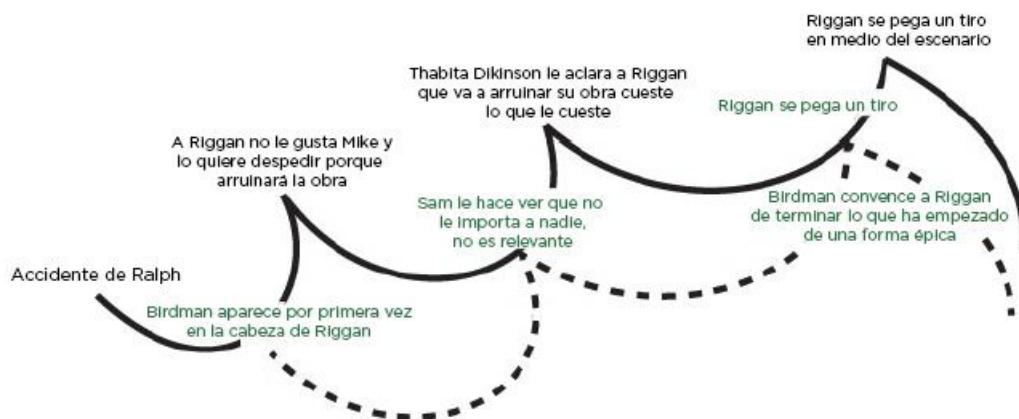 Riggan se pega un tiro
en medio del escenario
Thabita Dikinson le aclara a Riggan
que va a arruinar su obra cueste
lo que le cueste
Riggan se pega un tiro
A Riggan no le gusta Mike y
lo quiere despedir porque
arruinará la obra
Sam le hace ver que no
le importa a nadie,
no es relevante
Birdman convence a Riggan
de terminar lo que ha empezado
de una forma épica
Accidente de Ralph
Birdman aparece por primera vez
en la cabeza de Riggan